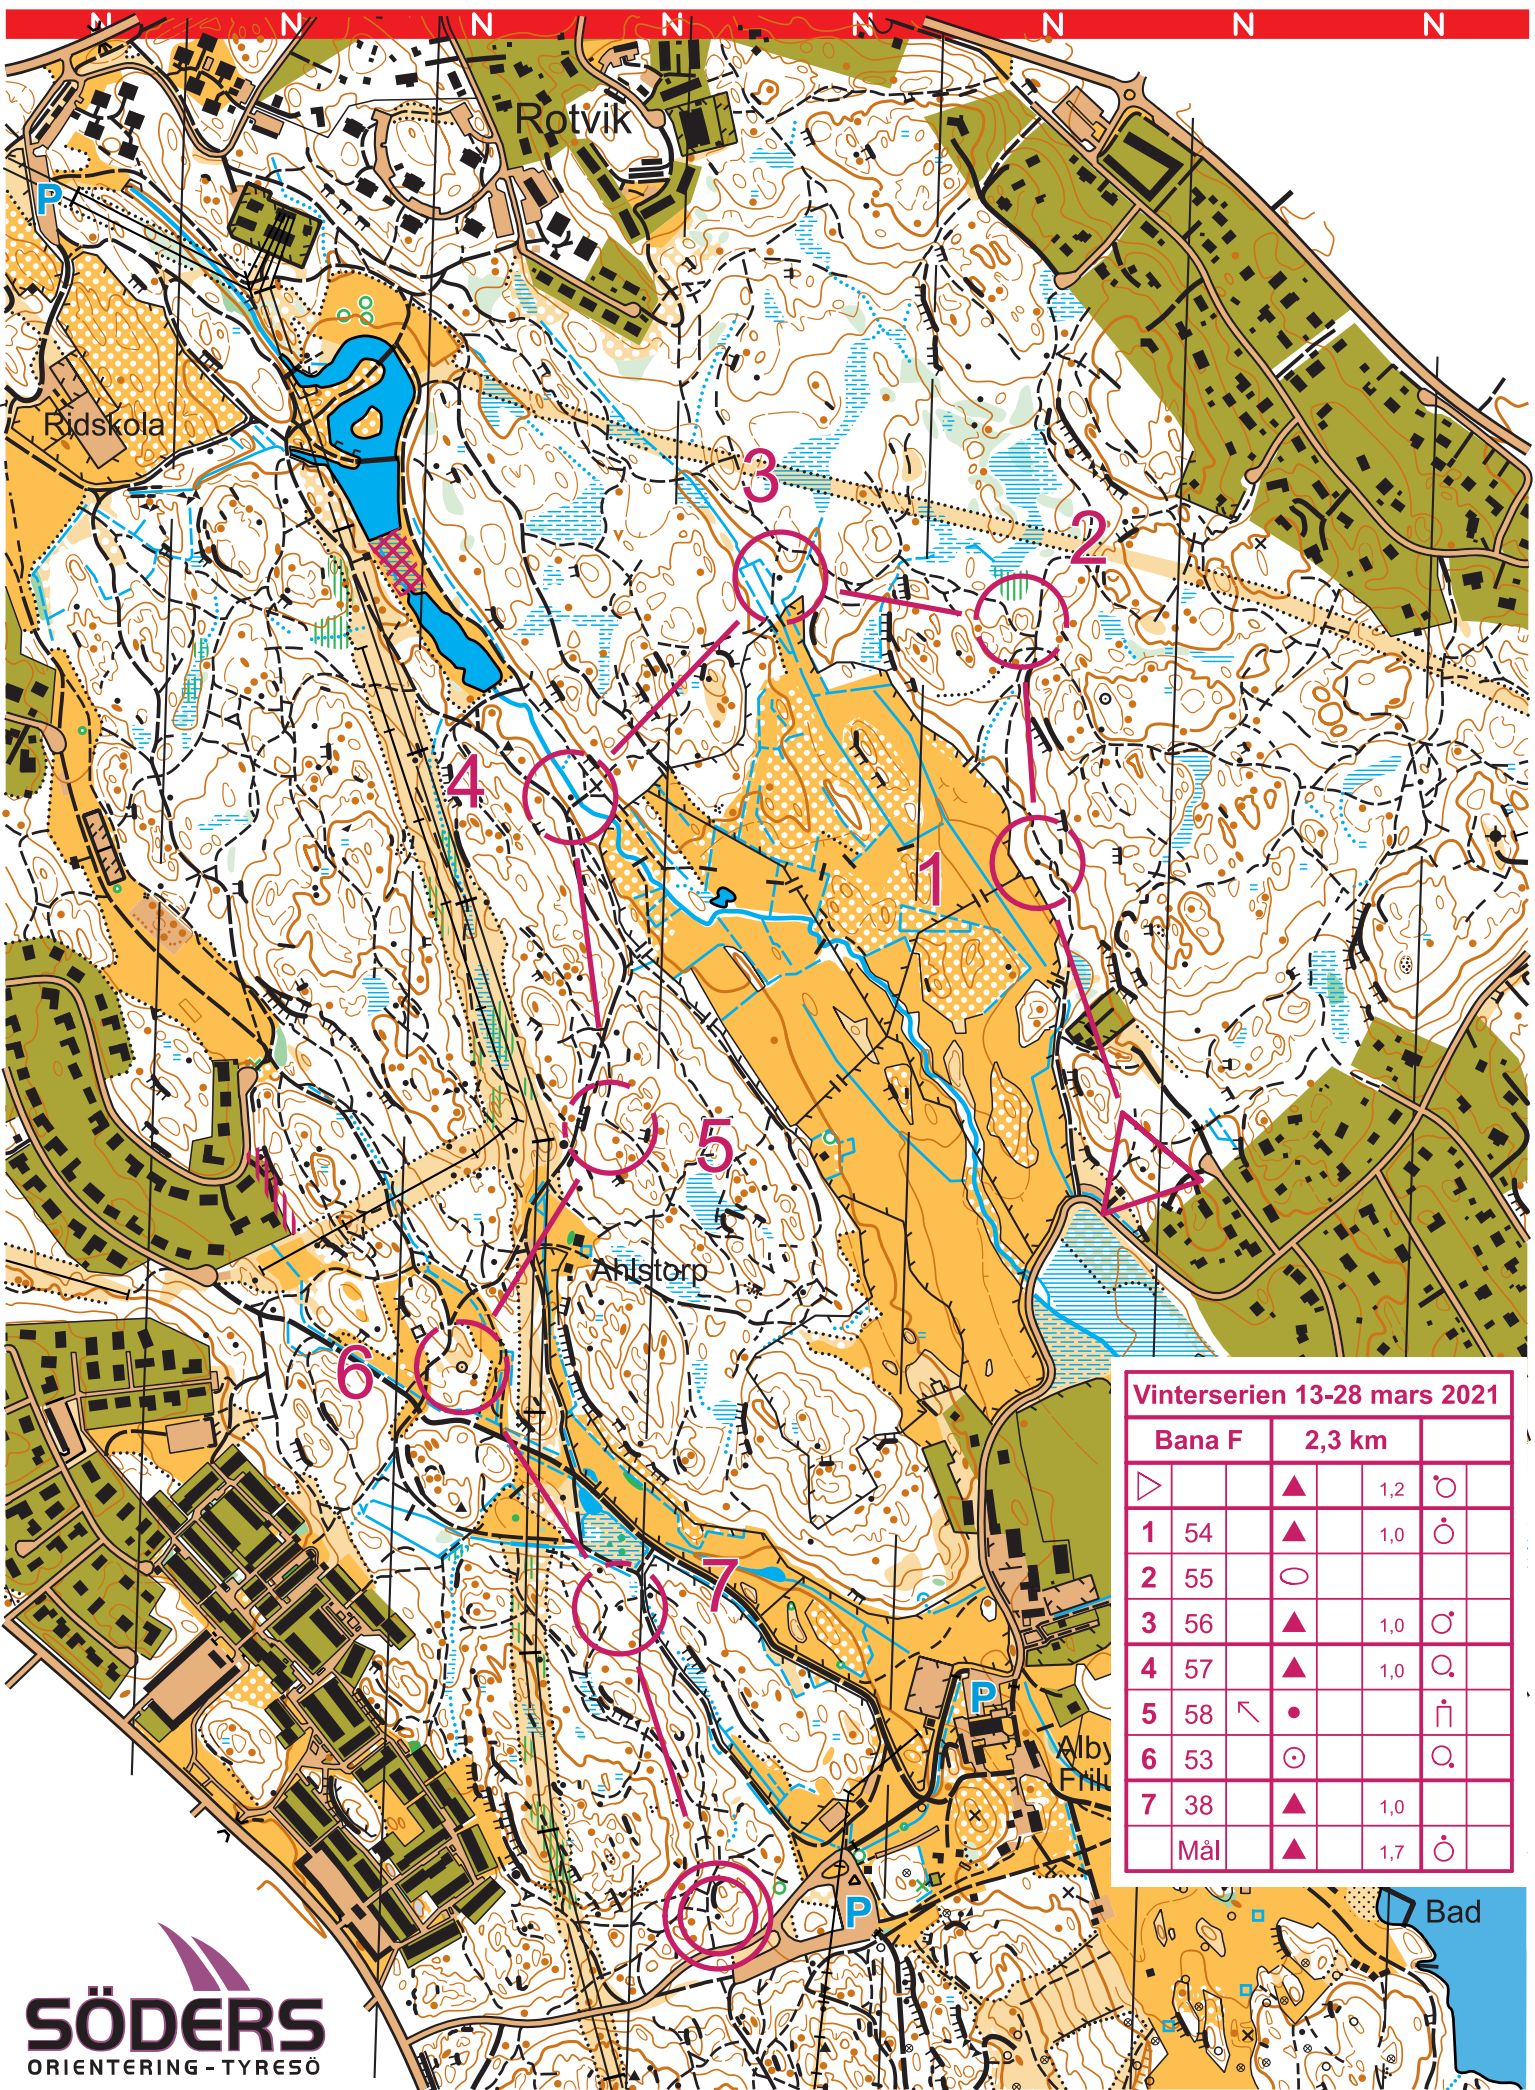 N N N N N N N N
Rotvik
P
Ridskola
3
2
4
1
5
Ahlstorp
6
7
P
Alby
P
Bad
Vinterserien 13-28 mars 2021
Bana F 2,3 km
1,2
1 54 1,0
2 55
3 56 1,0
4 57 1,0
5 58
6 53
7 38 1,0
Mål 1,7
SÖDERS
ORIENTERING-TYRESÖ